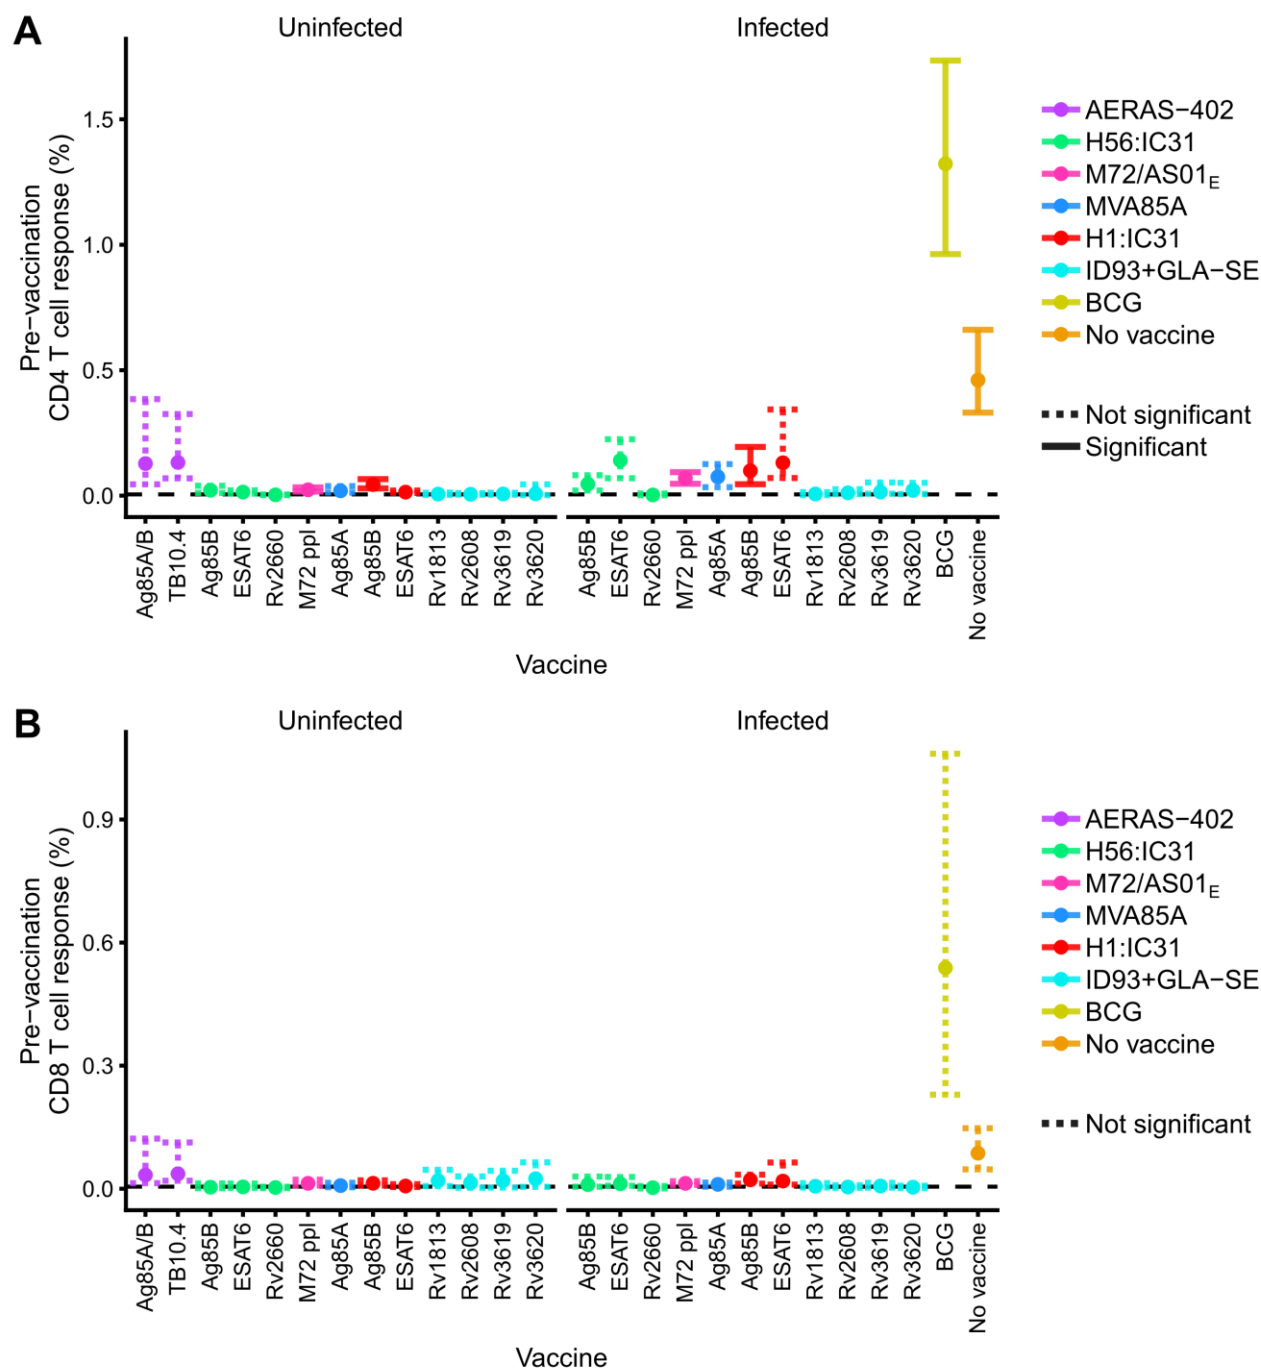 A
Uninfected
Infected
Pre−vaccination
CD4 T cell response (%)
1.5
1.0
0.5
0.0
Ag85A/B
TB10.4
Ag85B
ESAT6
Rv2660
M72 ppl
Ag85A
Ag85B
ESAT6
Rv1813
Rv2608
Rv3619
Rv3620
Ag85B
ESAT6
Rv2660
M72 ppl
Ag85A
Ag85B
ESAT6
Rv1813
Rv2608
Rv3619
Rv3620
BCG
No vaccine
Vaccine
AERAS−402
H56:IC31
M72/AS01E
MVA85A
H1:IC31
ID93+GLA−SE
BCG
No vaccine
Not significant
Significant
B
Uninfected
Infected
Pre−vaccination
CD8 T cell response (%)
0.9
0.6
0.3
0.0
Ag85A/B
TB10.4
Ag85B
ESAT6
Rv2660
M72 ppl
Ag85A
Ag85B
ESAT6
Rv1813
Rv2608
Rv3619
Rv3620
Ag85B
ESAT6
Rv2660
M72 ppl
Ag85A
Ag85B
ESAT6
Rv1813
Rv2608
Rv3619
Rv3620
BCG
No vaccine
Vaccine
AERAS−402
H56:IC31
M72/AS01E
MVA85A
H1:IC31
ID93+GLA−SE
BCG
No vaccine
Not significant